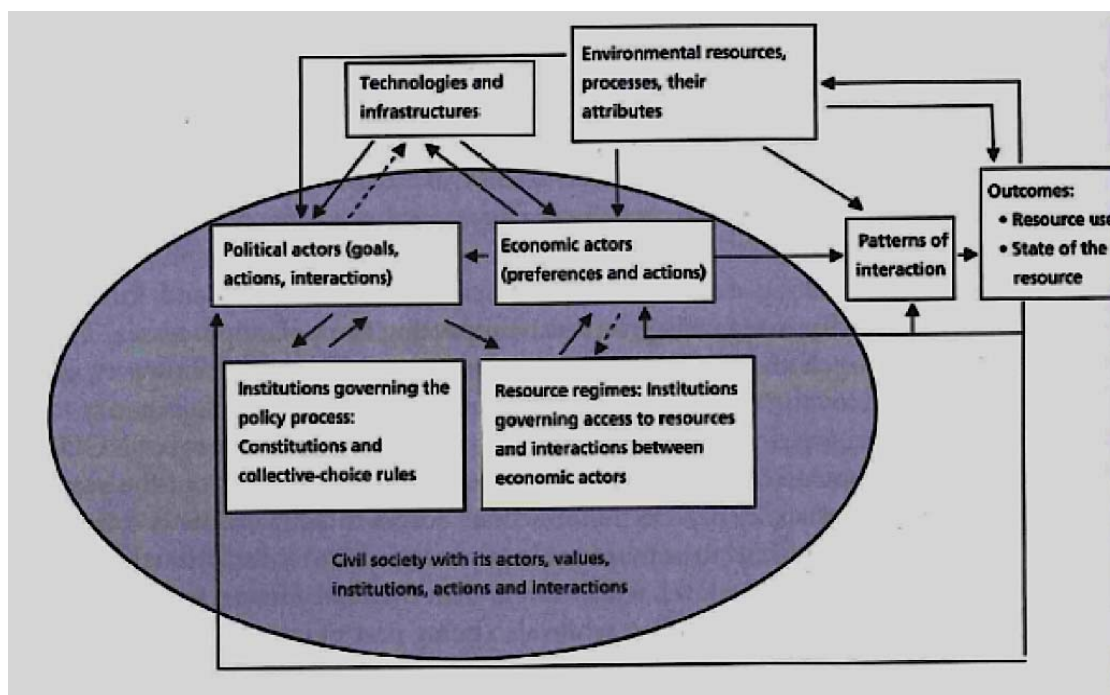 Environmental resources,
processes, their
attributes
Technologies and
infrastructures
Outcomes:
• Resource use
• State of the
resource
Political actors (goals,
actions, interactions)
Economic actors
(preferences and actions)
Patterns of
interaction
Institutions governing the
policy process:
Constitutions and
collective-choice rules
Resource regimes: Institutions
governing access to resources
and interactions between
economic actors
Civil society with its actors, values,
institutions, actions and interactions